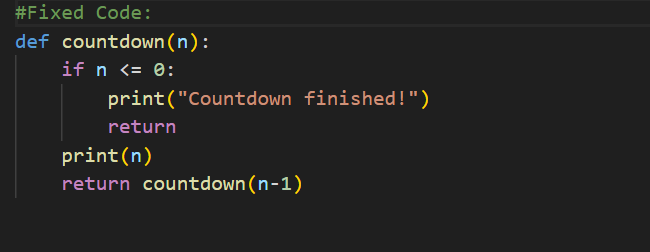 #Fixed Code:
def countdown(n):
    if n <= 0:
        print("Countdown finished!")
        return
    print(n)
    return countdown(n-1)